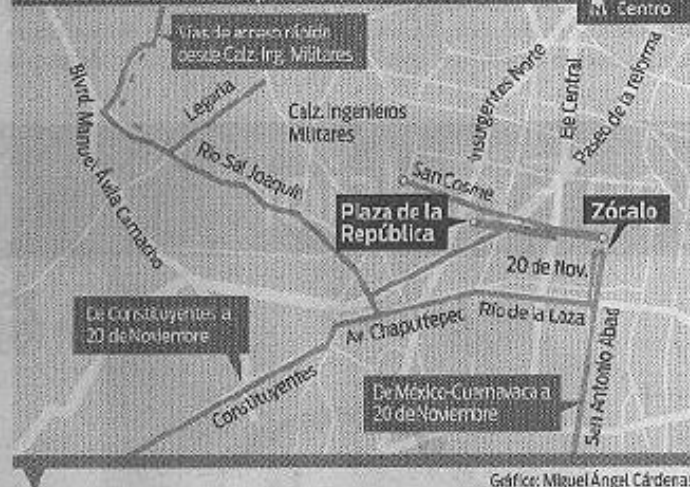 M Centro
Vías de acceso rápido
desde Calz. Ing. Militares
Blvrd. Manuel Ávila Camacho
Legaria
Calz. Ingenieros
Militares
Insurgentes Norte
Eje Central
Paseo de la reforma
Río Sal Joaquín
San Cosme
Plaza de la
República
Zócalo
20 de Nov.
De Constituyentes a
20 de Noviembre
Av. Chapultepec
Río de la Loza
Constituyentes
De México-Cuernavaca a
20 de Noviembre
San Antonio Abad
Gráfico: Miguel Ángel Cárdenas